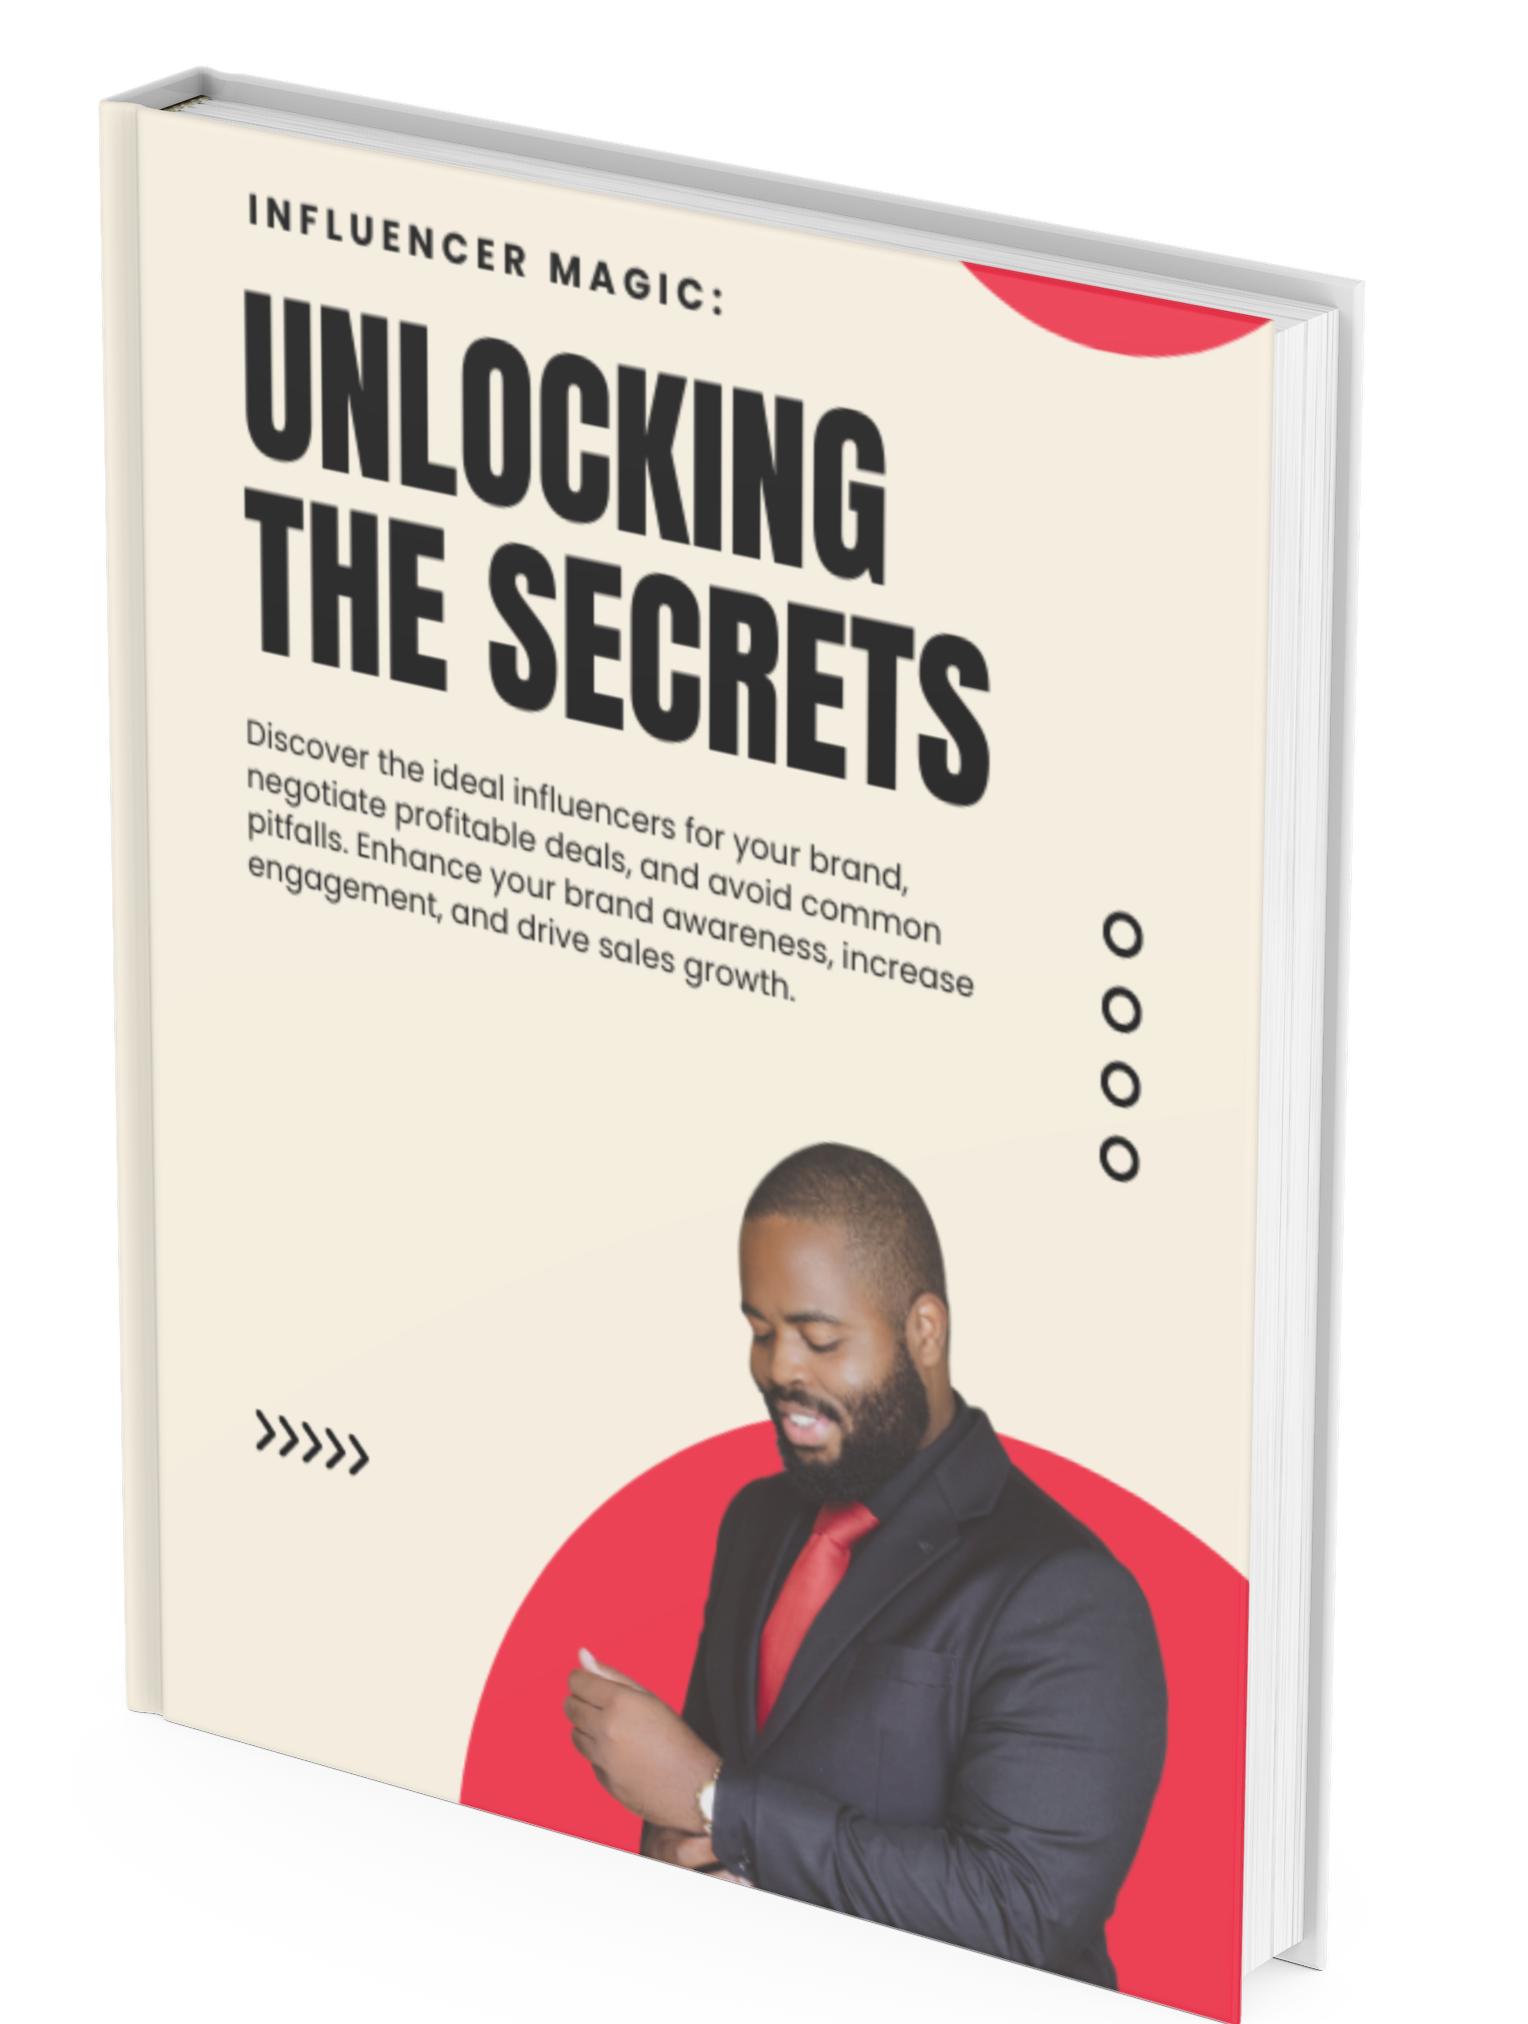 INFLUENCER MAGIC:
UNLOCKING
THE SECRETS
Discover the ideal influencers for your brand,
negotiate profitable deals, and avoid common
pitfalls. Enhance your brand awareness, increase
engagement, and drive sales growth.